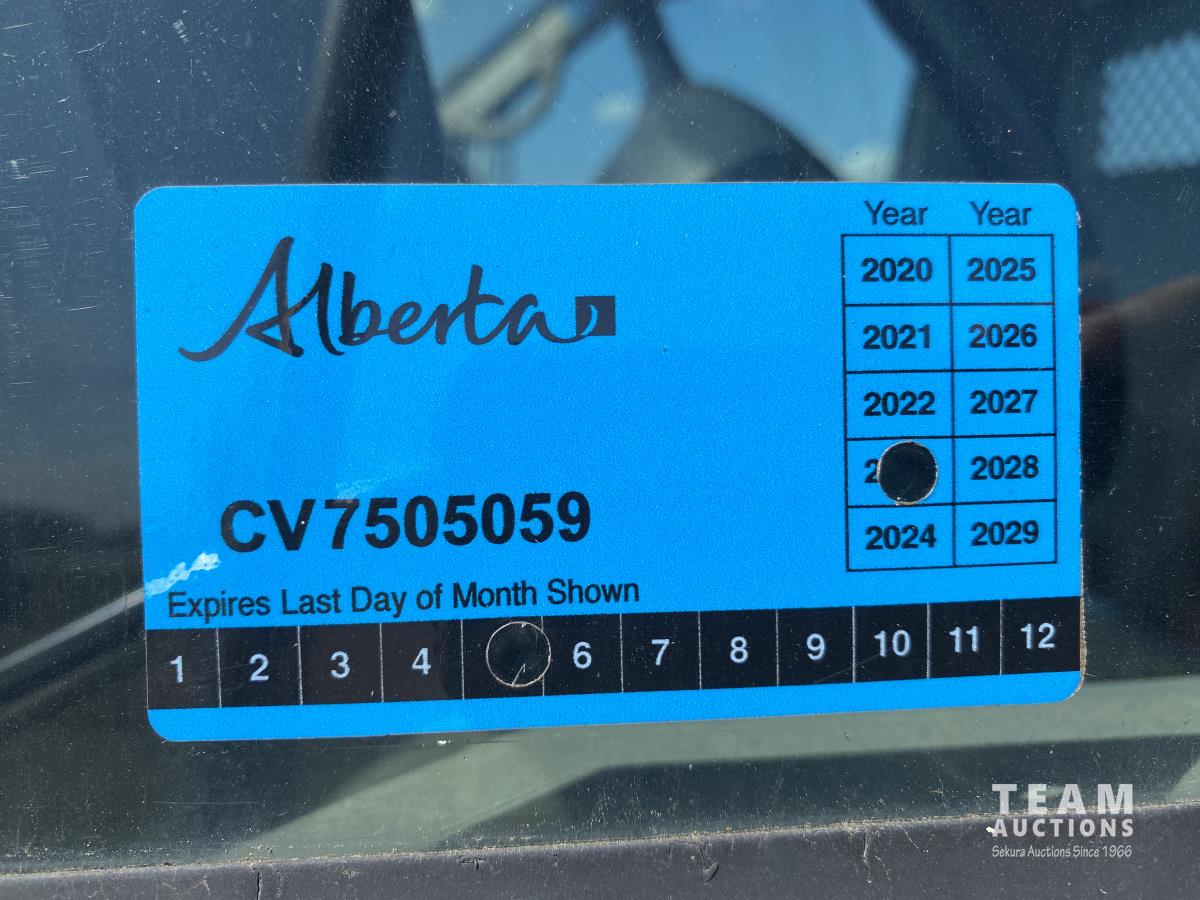 Alberta
Year Year
2020 2025
2021 2026
2022 2027
2028
2024 2029
CV7505059
Expires Last Day of Month Shown
1 2 3 4 6 7 8 9 10 11 12
TEAM
AUCTIONS
Sekura Auctions Since 1966